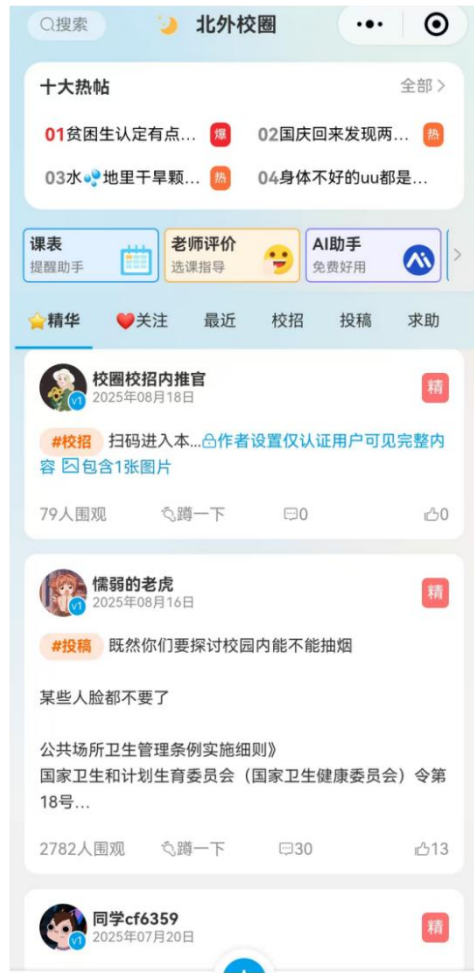 搜索
北外校圈
十大热帖
全部
01贫困生认定有点... 爆
02国庆回来发现两... 热
03水💦地里干旱颗... 热
04身体不好的uu都是...
课表
提醒助手
老师评价
选课指导
AI助手
免费好用
⭐精华
❤️关注
最近
校招
投稿
求助
校圈校招内推官
V1
2025年08月18日
精
#校招 扫码进入本...作者设置仅认证用户可见完整内
容 包含1张图片
79人围观
蹲一下
0
0
懦弱的老虎
V1
2025年08月16日
精
#投稿 既然你们要探讨校园内能不能抽烟
某些人脸都不要了
公共场所卫生管理条例实施细则》
国家卫生和计划生育委员会（国家卫生健康委员会）令第
18号...
2782人围观
蹲一下
30
13
同学cf6359
V1
2025年07月20日
精